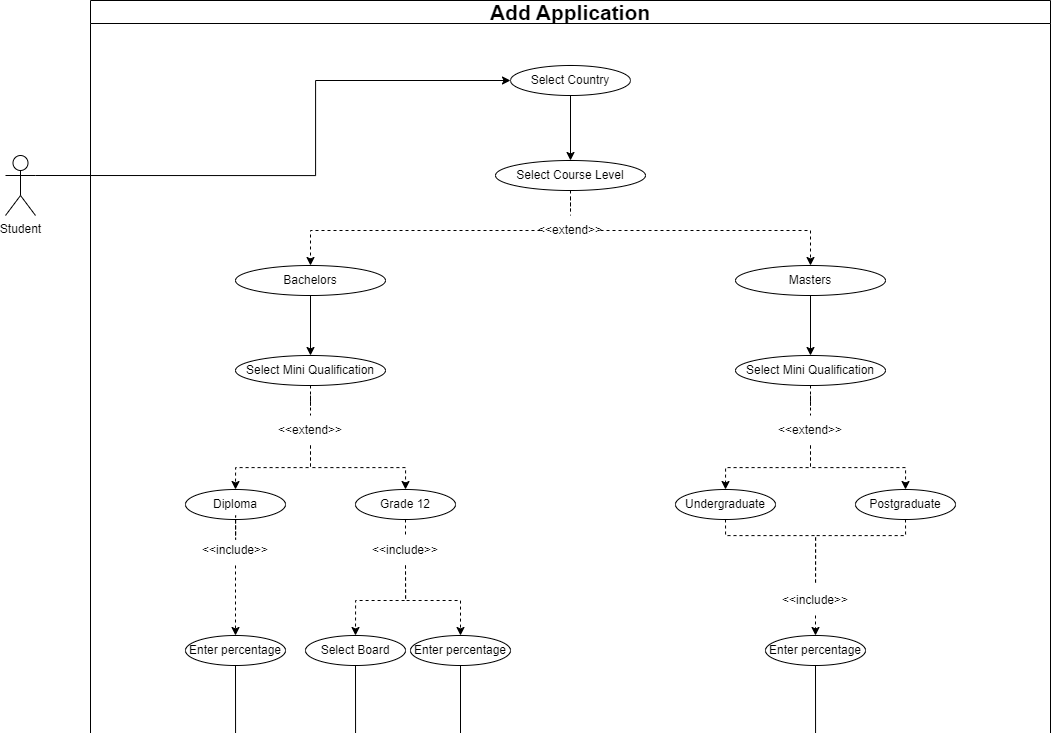 Add Application
Select Country
Student
Select Course Level
<<extend>>
Bachelors
Masters
Select Mini Qualification
Select Mini Qualification
<<extend>>
<<extend>>
Diploma
Grade 12
Undergraduate
Postgraduate
<<include>>
<<include>>
<<include>>
Enter percentage
Select Board
Enter percentage
Enter percentage